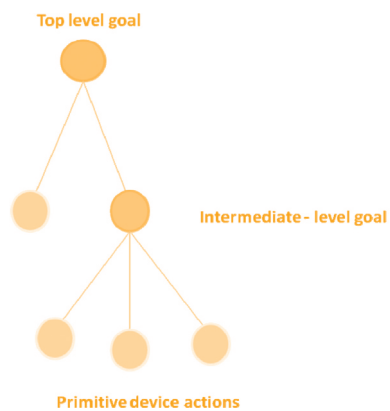 Top level goal
Intermediate - level goal
Primitive device actions